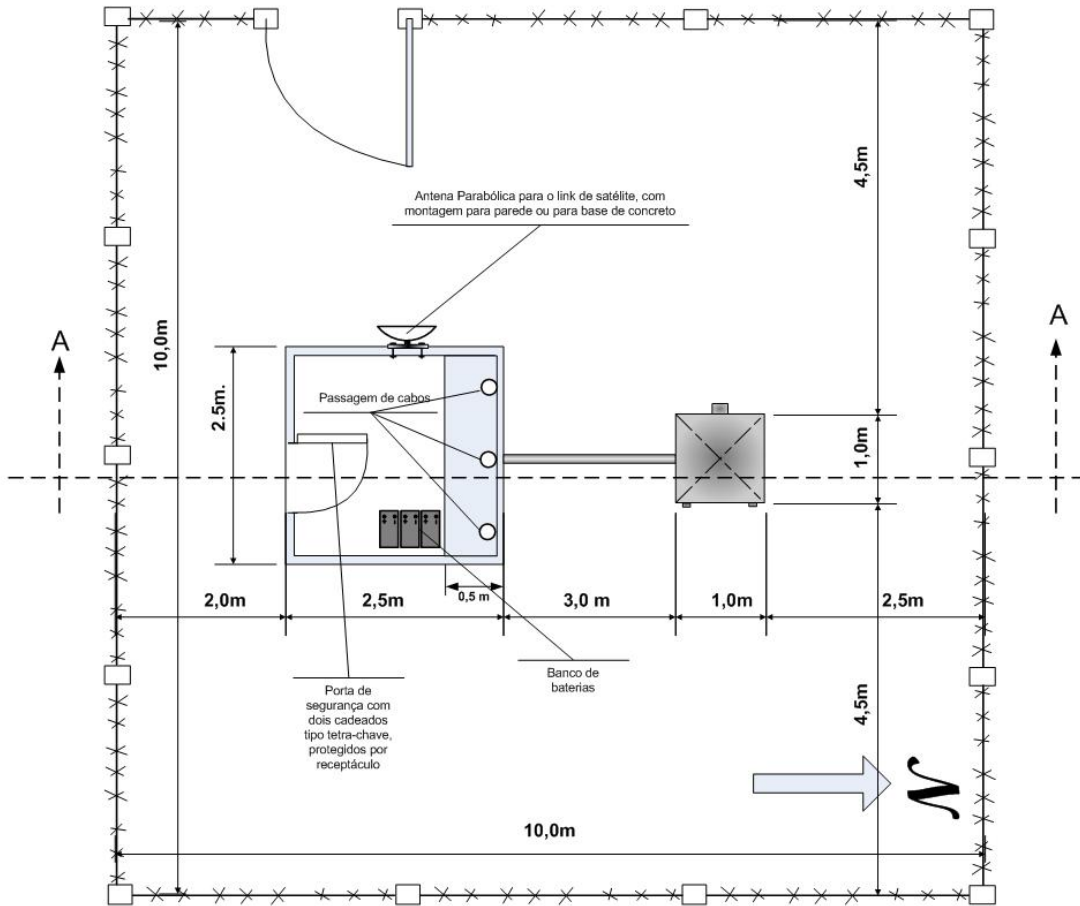 4,5m
Antena Parabólica para o link de satélite, com
montagem para parede ou para base de concreto
10,0m
A
A
2.5m.
Passagem de cabos
1,0m
2,0m
2,5m
0,5 m
3,0 m
1,0m
2,5m
Banco de
baterias
Porta de
segurança com
dois cadeados
tipo tetra-chave,
protegidos por
receptáculo
4,5m
N
10,0m